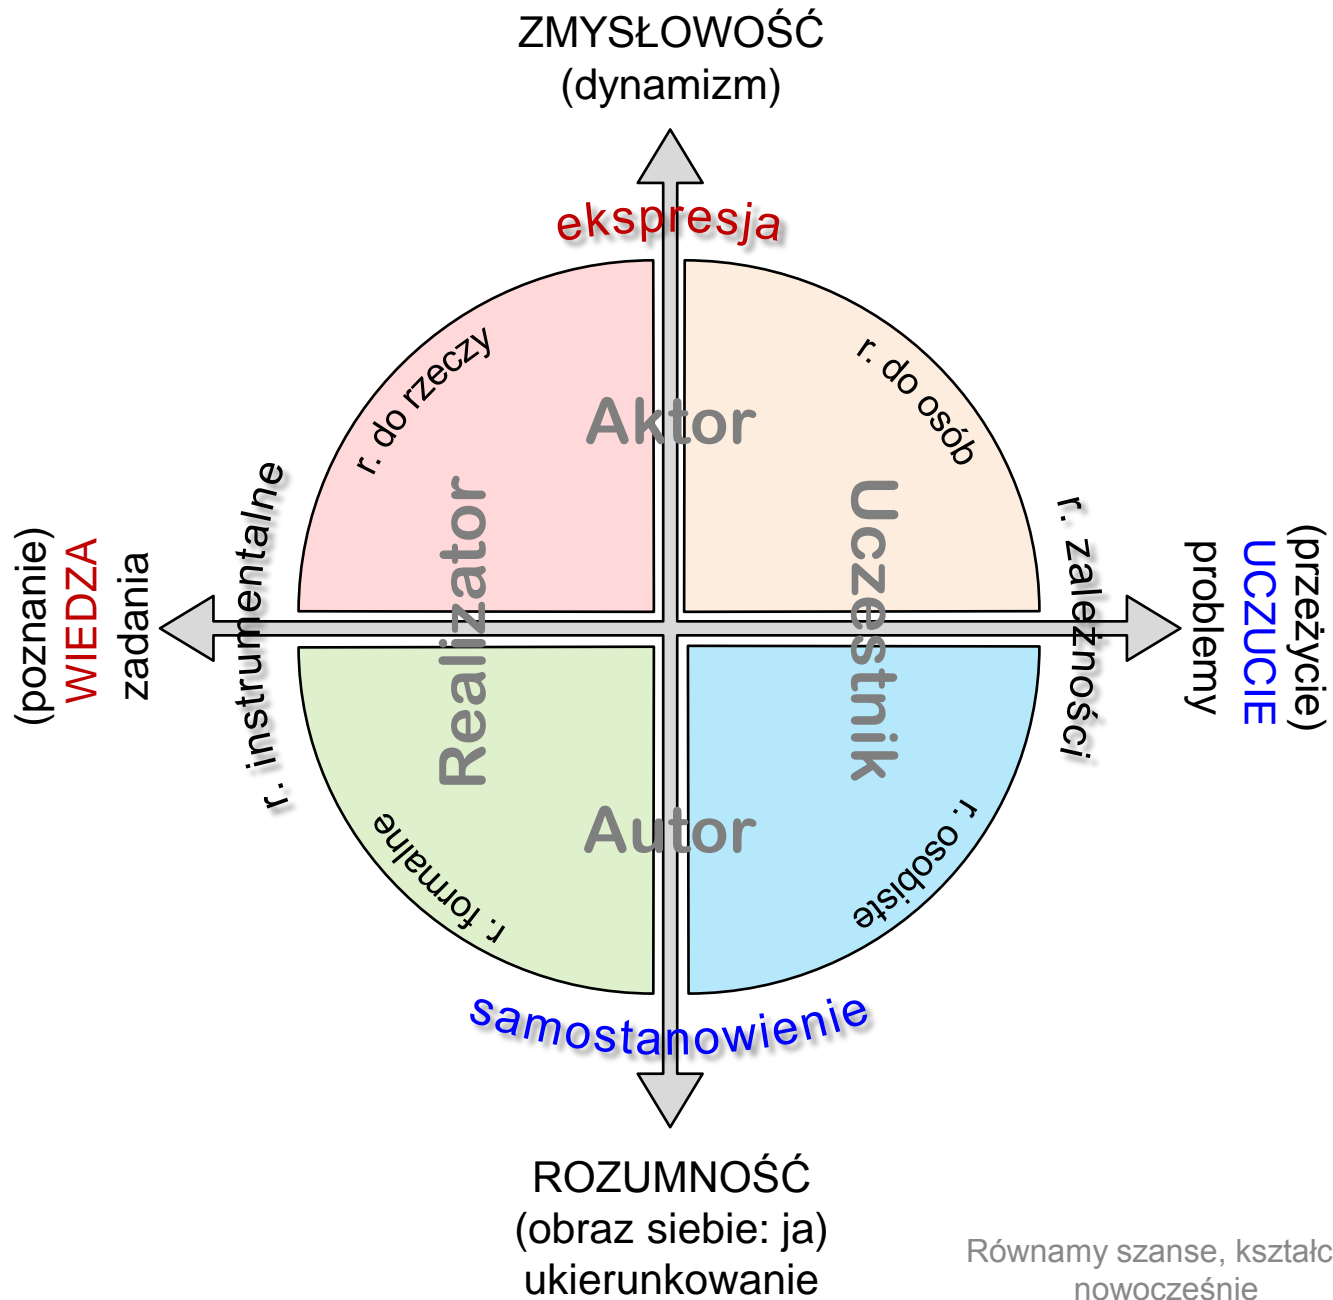 ZMYSŁOWOŚĆ
(dynamizm)
ekspresja
r. do rzeczy
r. do osób
Aktor
r. instrumentalne
Realizator
Uczestnik
r. zależności
(poznanie)
WIEDZA
zadania
(przeżycie)
UCZUCIE
problemy
Autor
r. formalne
r. osobiste
samostanowienie
ROZUMNOŚĆ
(obraz siebie: ja)
ukierunkowanie
Równamy szanse, kształc
nowocześnie